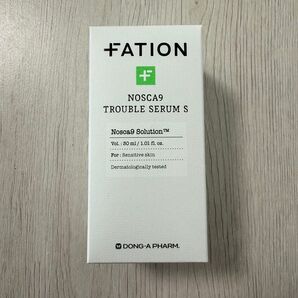 FATION
NOSCA9
TROUBLE SERUM S
Nosca9 Solution™
Vol. : 30 ml / 1.01 fl. oz.
For : Sensitive skin
Dermatologically tested
DONG-A PHARM.